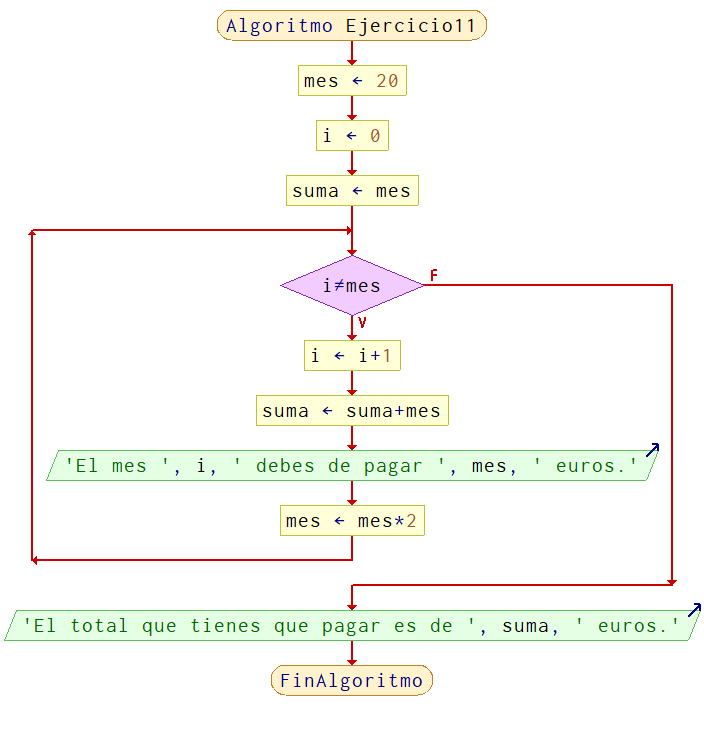 Algoritmo Ejercicio11
mes ← 20
i ← 0
suma ← mes
i≠mes
F
V
i ← i+1
suma ← suma+mes
'El mes ', i, ' debes de pagar ', mes, ' euros.'
mes ← mes*2
'El total que tienes que pagar es de ', suma, ' euros.'
FinAlgoritmo